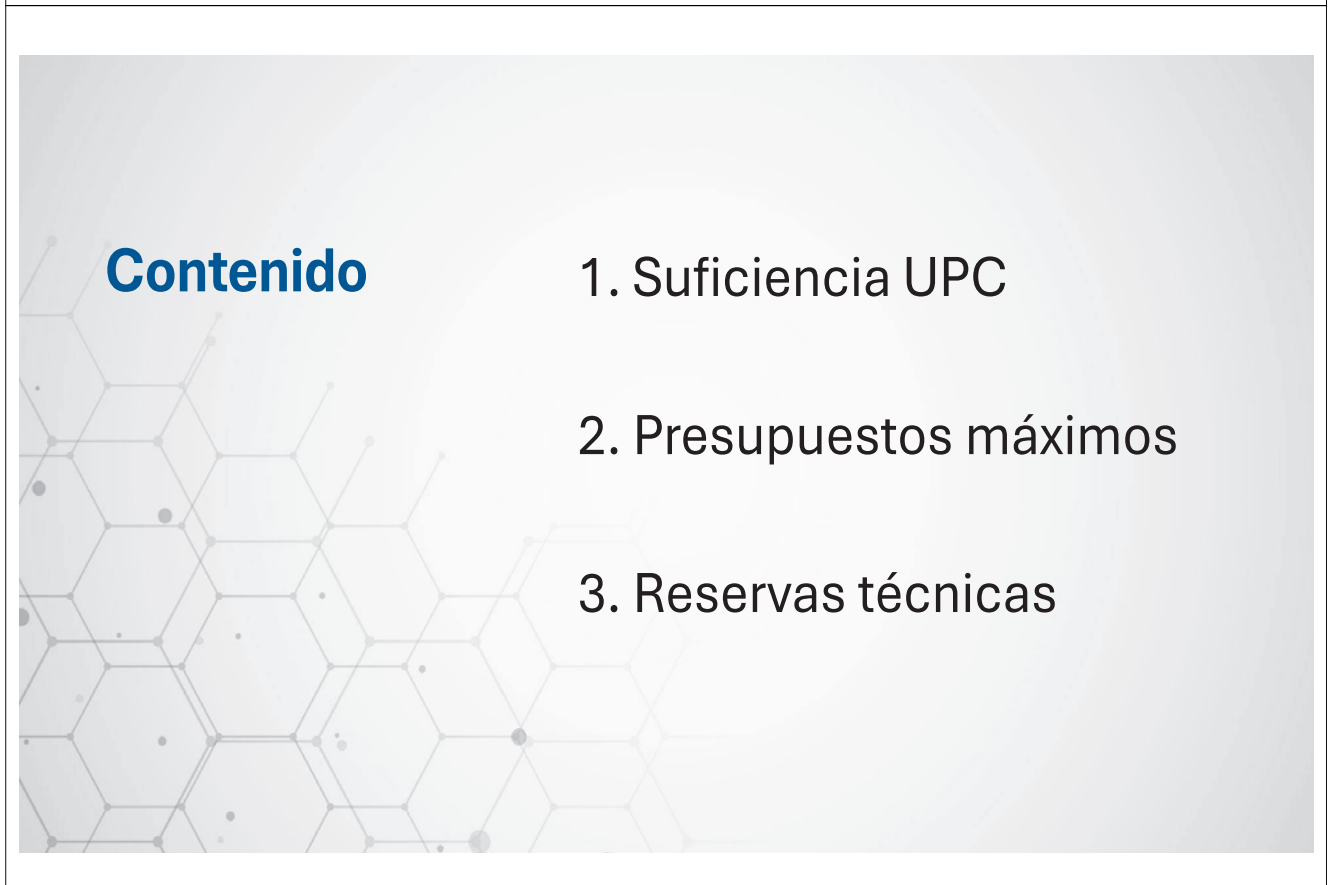 Contenido
1. Suficiencia UPC
2. Presupuestos máximos
3. Reservas técnicas